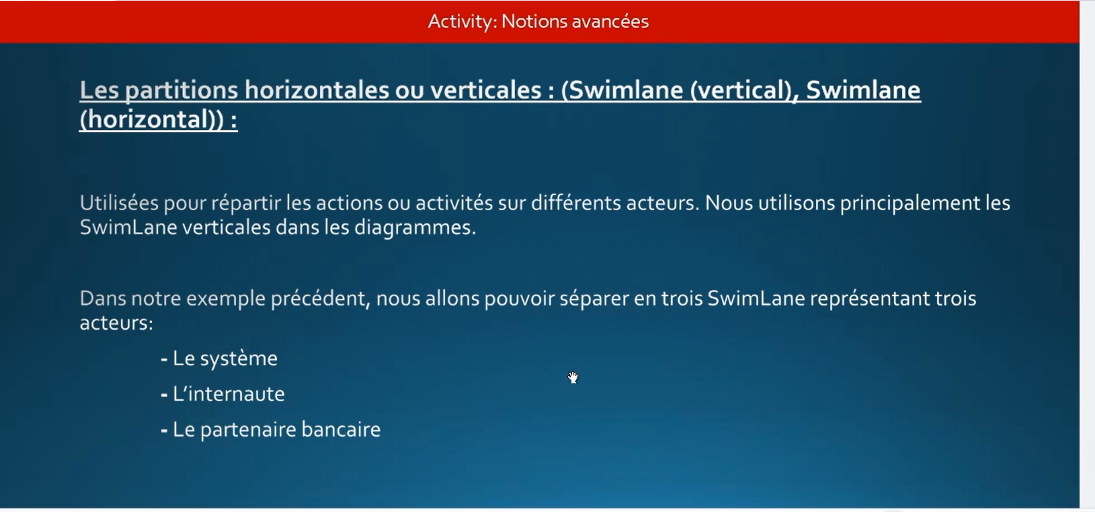 Activity: Notions avancées
Les partitions horizontales ou verticales : (Swimlane (vertical), Swimlane
(horizontal)) :
Utilisées pour répartir les actions ou activités sur différents acteurs. Nous utilisons principalement les
SwimLane verticales dans les diagrammes.
Dans notre exemple précédent, nous allons pouvoir séparer en trois SwimLane représentant trois
acteurs:
- Le système
- L’internaute
- Le partenaire bancaire